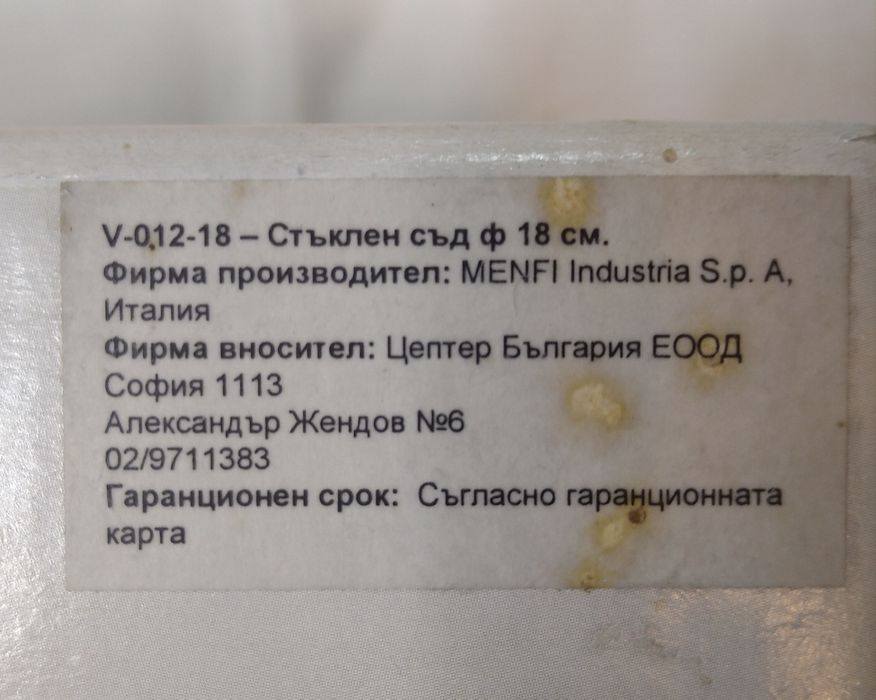 V-012-18 – Стъклен съд ф 18 см.
Фирма производител: MENFI Industria S.p. A,
Италия
Фирма вносител: Цептер България ЕООД
София 1113
Александър Жендов №6
02/9711383
Гаранционен срок: Съгласно гаранционната
карта